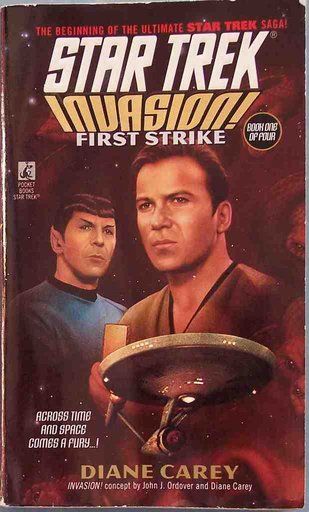 THE BEGINNING OF THE ULTIMATE STAR TREK SAGA!
STAR TREK®
INVASION!
FIRST STRIKE
BOOK ONE
OF FOUR
POCKET
BOOKS
STAR TREK®
ACROSS TIME
AND SPACE
COMES A FURY...!
DIANE CAREY
INVASION! concept by John J. Ordover and Diane Carey